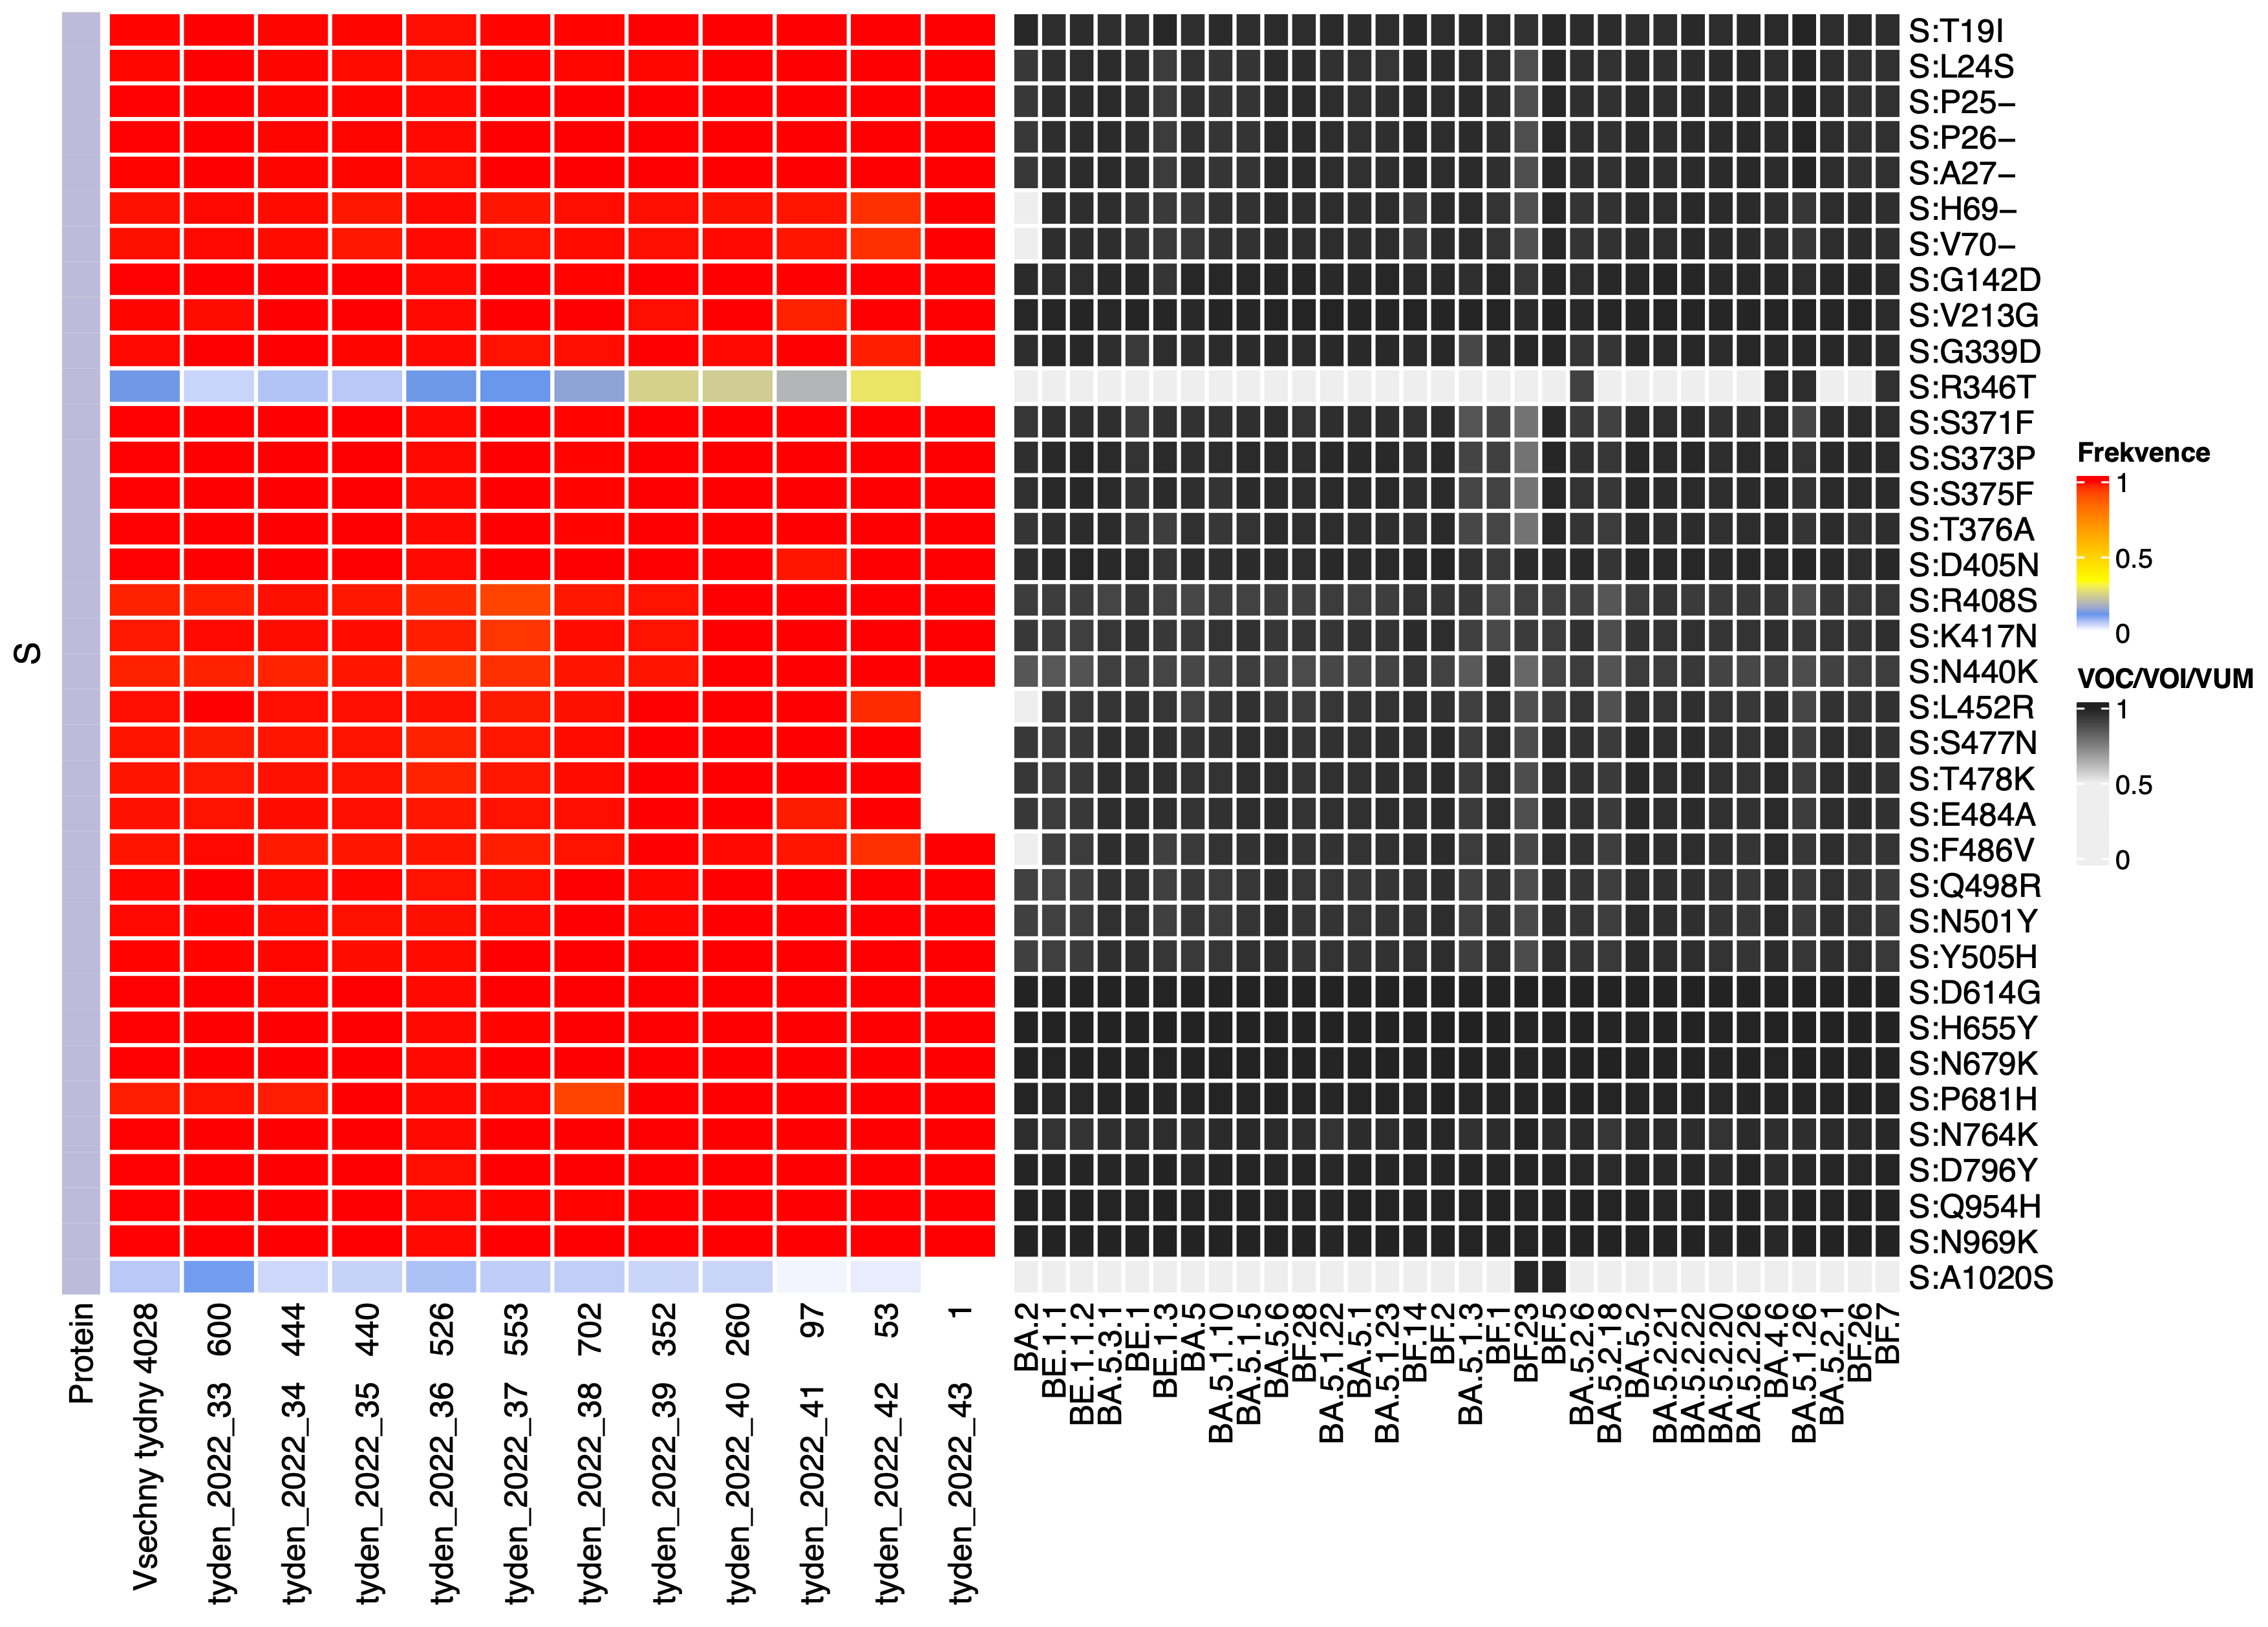 S
S:T19I
S:L24S
S:P25–
S:P26–
S:A27–
S:H69–
S:V70–
S:G142D
S:V213G
S:G339D
S:R346T
S:S371F
S:S373P
S:S375F
S:T376A
S:D405N
S:R408S
S:K417N
S:N440K
S:L452R
S:S477N
S:T478K
S:E484A
S:F486V
S:Q498R
S:N501Y
S:Y505H
S:D614G
S:H655Y
S:N679K
S:P681H
S:N764K
S:D796Y
S:Q954H
S:N969K
S:A1020S
Frekvence
1
0.5
0
VOC/VOI/VUM
1
0.5
0
Protein
Vsechny tydny 4028
tyden_2022_33 600
tyden_2022_34 444
tyden_2022_35 440
tyden_2022_36 526
tyden_2022_37 553
tyden_2022_38 702
tyden_2022_39 352
tyden_2022_40 260
tyden_2022_41 97
tyden_2022_42 53
tyden_2022_43 1
BA.2
BE.1.1
BE.1.1.2
BA.5.3.1
BE.1
BE.1.3
BA.5
BA.5.1.10
BA.5.1.5
BA.5.6
BF.28
BA.5.1.22
BA.5.1
BA.5.1.23
BF.14
BF.2
BA.5.1.3
BF.1
BF.23
BF.5
BA.5.2.6
BA.5.2.18
BA.5.2
BA.5.2.21
BA.5.2.22
BA.5.2.20
BA.5.2.26
BA.4.6
BA.5.1.26
BA.5.2.1
BF.26
BF.7